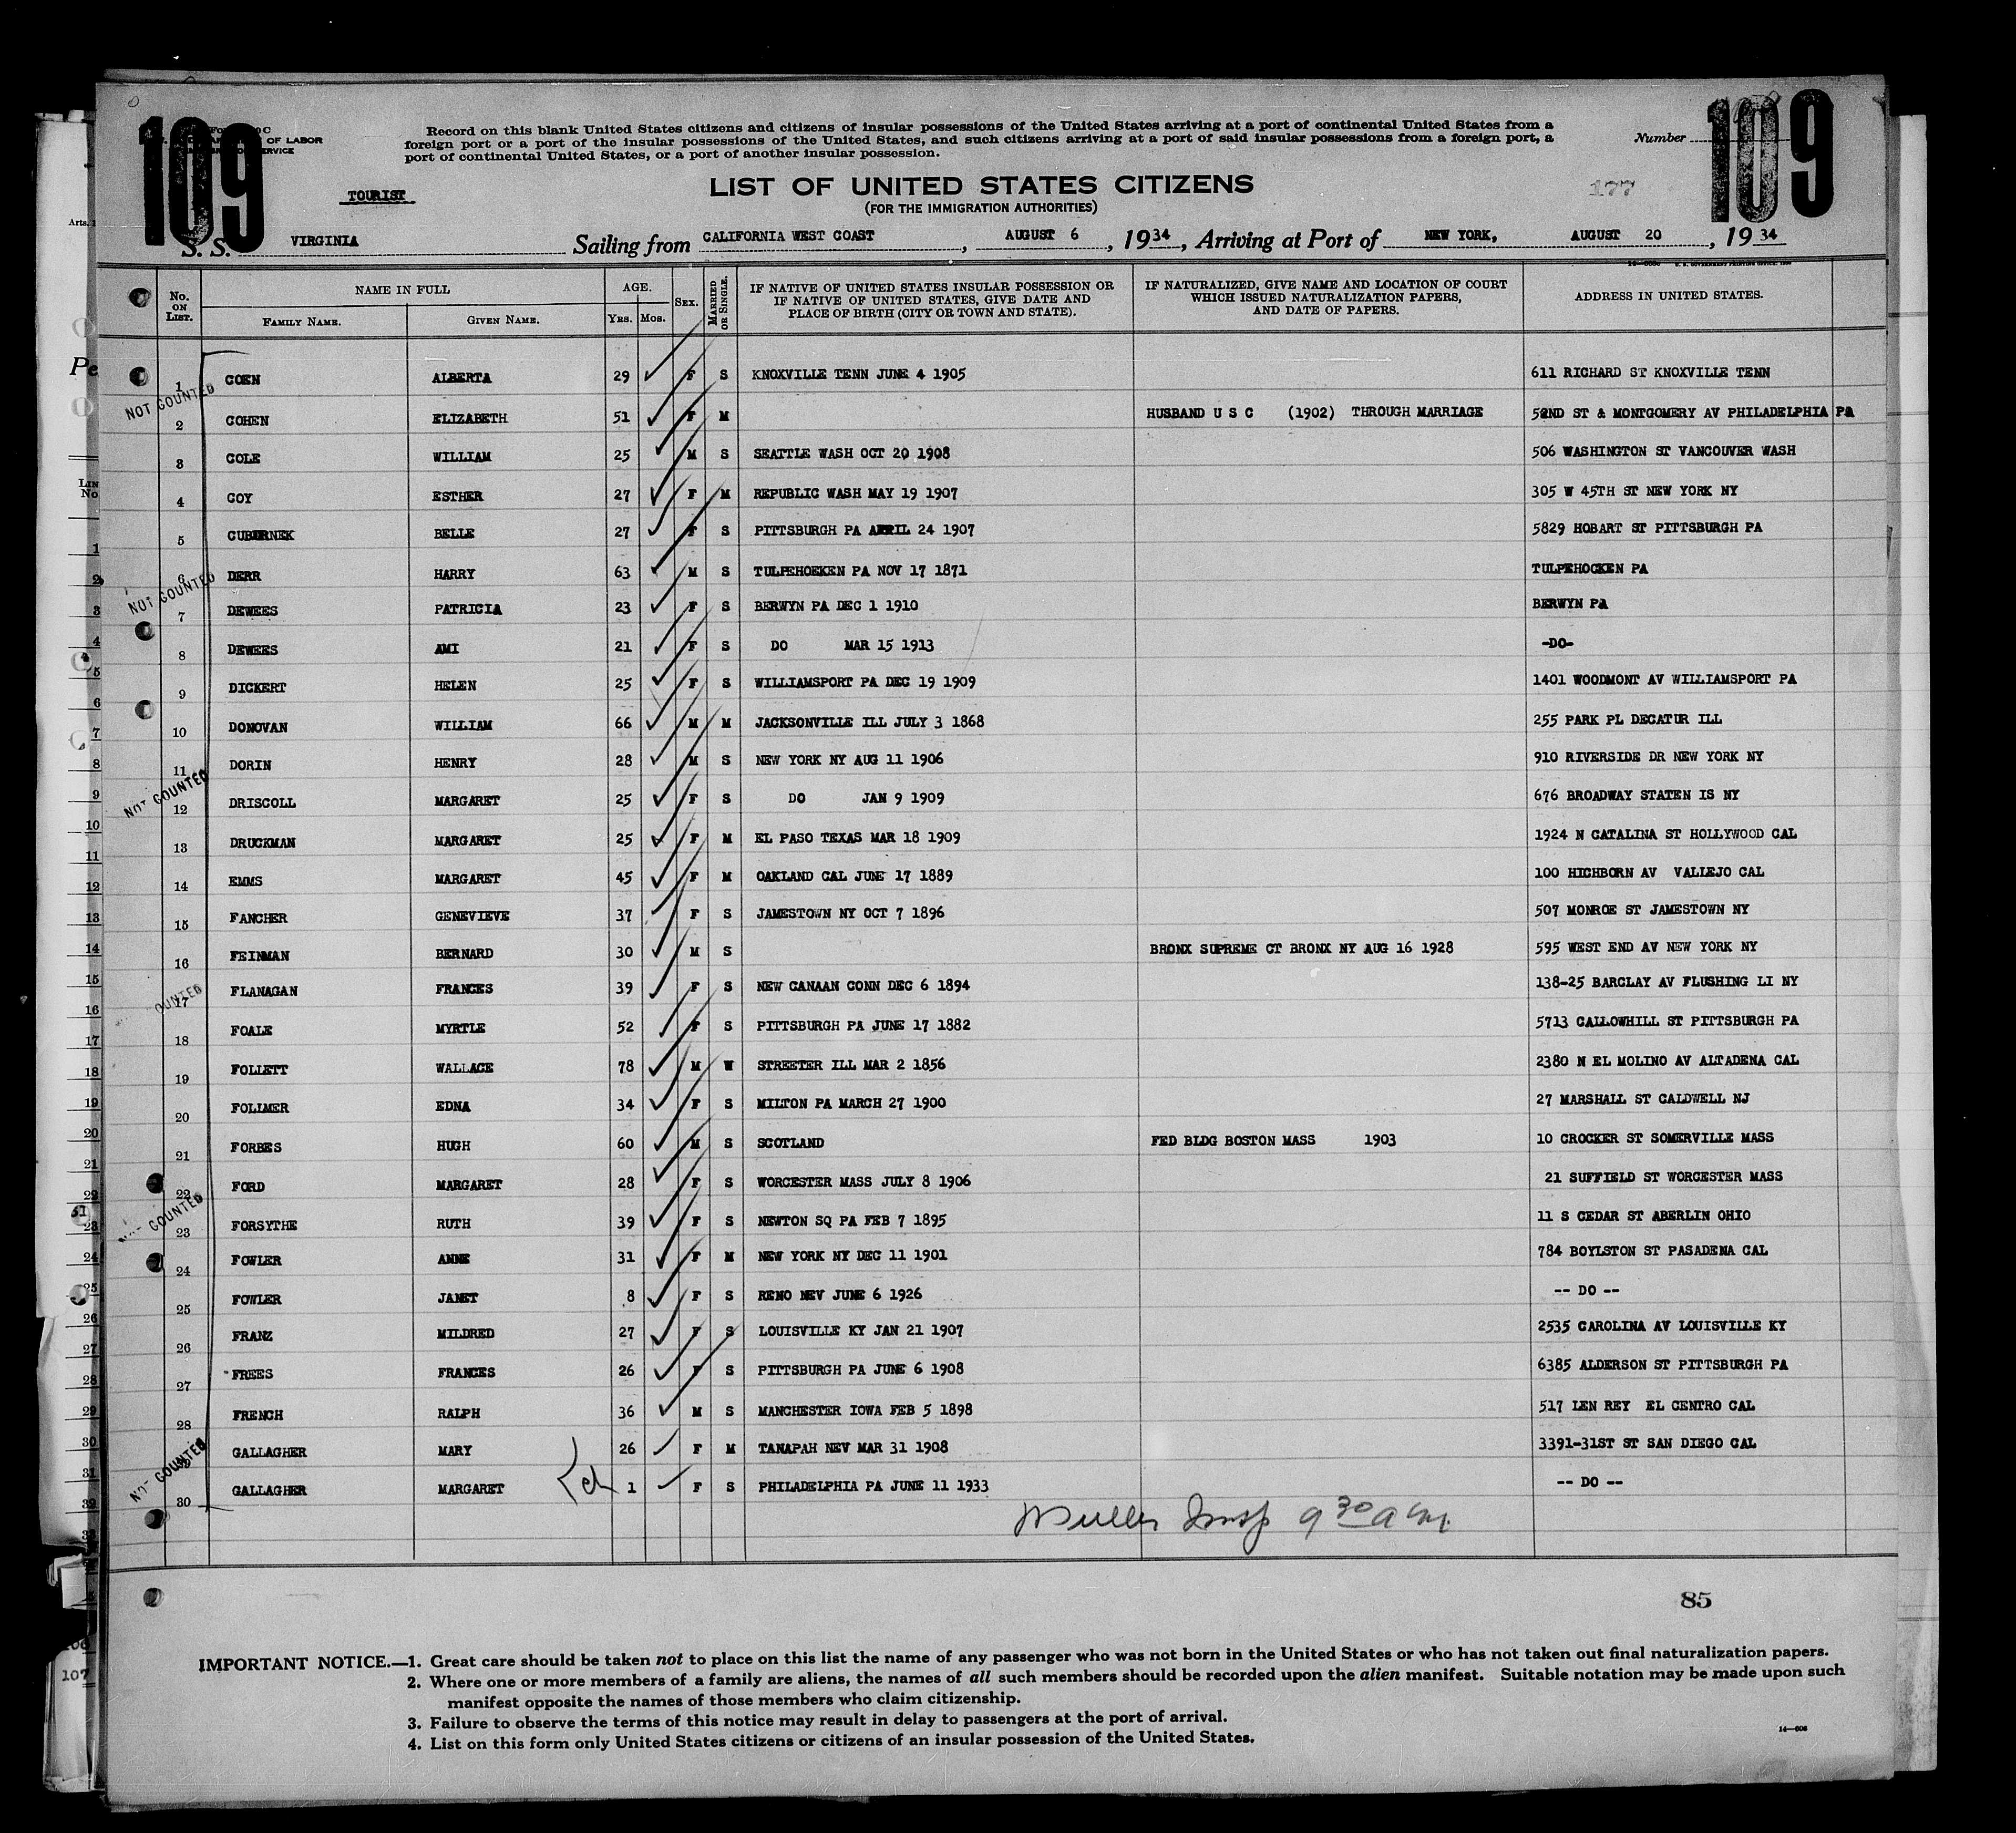 109
109
OF LABOR
SERVICE
Record on this blank United States citizens and citizens of insular possessions of the United States arriving at a port of continental United States from a
foreign port or a port of the insular possessions of the United States, and such citizens arriving at a port of said insular possessions from a foreign port, a
port of continental United States, or a port of another insular possession.
Number
TOURIST
LIST OF UNITED STATES CITIZENS
177
(FOR THE IMMIGRATION AUTHORITIES)
S. S. VIRGINIA Sailing from CALIFORNIA WEST COAST, AUGUST 6, 1934, Arriving at Port of NEW YORK, AUGUST 20, 1934
No. ON LIST. NAME IN FULL AGE. SEX. MARRIED OR SINGLE. IF NATIVE OF UNITED STATES INSULAR POSSESSION OR IF NATIVE OF UNITED STATES, GIVE DATE AND PLACE OF BIRTH (CITY OR TOWN AND STATE). IF NATURALIZED, GIVE NAME AND LOCATION OF COURT WHICH ISSUED NATURALIZATION PAPERS, AND DATE OF PAPERS. ADDRESS IN UNITED STATES.
FAMILY NAME. GIVEN NAME. YRS. MOS.
1 COEN ALBERTA 29 F S KNOXVILLE TENN JUNE 4 1905 611 RICHARD ST KNOXVILLE TENN
NOT COUNTED
2 COHEN ELIZABETH 51 F M HUSBAND U S C (1902) THROUGH MARRIAGE 52ND ST & MONTGOMERY AV PHILADELPHIA PA
3 COLE WILLIAM 25 M S SEATTLE WASH OCT 20 1908 506 WASHINGTON ST VANCOUVER WASH
4 COY ESTHER 27 F M REPUBLIC WASH MAY 19 1907 305 W 45TH ST NEW YORK NY
5 BELLE 27 F S PITTSBURGH PA APRIL 24 1907 5829 HOBART ST PITTSBURGH PA
6 DERR HARRY 63 M S TULPEHOEKEN PA NOV 17 1871 TULPEHOCKEN PA
NOT COUNTED
7 DEWEES PATRICIA 23 F S BERWYN PA DEC 1 1910 BERWYN PA
8 DEWEES AMI 21 F S DO MAR 15 1913 -DO-
9 DICKERT HELEN 25 F S WILLIAMSPORT PA DEC 19 1909 1401 WOODMONT AV WILLIAMSPORT PA
10 DONOVAN WILLIAM 66 M M JACKSONVILLE ILL JULY 3 1868 255 PARK PL DECATUR ILL
11 DORIN HENRY 28 M S NEW YORK NY AUG 11 1906 910 RIVERSIDE DR NEW YORK NY
NOT COUNTED
12 DRISCOLL MARGARET 25 F S DO JAN 9 1909 676 BROADWAY STATEN IS NY
13 DRUCKMAN MARGARET 25 F M EL PASO TEXAS MAR 18 1909 1924 N CATALINA ST HOLLYWOOD CAL
14 EMMS MARGARET 45 F M OAKLAND CAL JUNE 17 1889 100 HICHBORN AV VALLEJO CAL
15 FANCHER GENEVIEVE 37 F S JAMESTOWN NY OCT 7 1896 507 MONROE ST JAMESTOWN NY
16 FEINMAN BERNARD 30 M S BRONX SUPREME CT BRONX NY AUG 16 1928 595 WEST END AV NEW YORK NY
17 FLANAGAN FRANCES 39 F S NEW CANAAN CONN DEC 6 1894 138-25 BARCLAY AV FLUSHING LI NY
18 FOALE MYRTLE 52 F S PITTSBURGH PA JUNE 17 1882 5713 CALLOWHILL ST PITTSBURGH PA
19 FOLLETT WALLACE 78 M W STREETER ILL MAR 2 1856 2380 N EL MOLINO AV ALTADENA CAL
20 FOLLMER EDNA 34 F S MILTON PA MARCH 27 1900 27 MARSHALL ST CALDWELL NJ
21 FORBES HUGH 60 M S SCOTLAND FED BLDG BOSTON MASS 1903 10 CROCKER ST SOMERVILLE MASS
22 FORD MARGARET 28 F S WORCESTER MASS JULY 8 1906 21 SUFFIELD ST WORCESTER MASS
COUNTED
23 FORSYTHE RUTH 39 F S NEWTON SQ PA FEB 7 1895 11 S CEDAR ST ABERLIN OHIO
24 FOWLER ANNE 31 F M NEW YORK NY DEC 11 1901 784 BOYLSTON ST PASADENA CAL
25 FOWLER JANET 8 F S RENO NEV JUNE 6 1926 -- DO --
26 FRANZ MILDRED 27 F S LOUISVILLE KY JAN 21 1907 2535 CAROLINA AV LOUISVILLE KY
27 FREES FRANCES 26 F S PITTSBURGH PA JUNE 6 1908 6385 ALDERSON ST PITTSBURGH PA
28 FRENCH RALPH 36 M S MANCHESTER IOWA FEB 5 1898 517 LEN REY EL CENTRO CAL
29 GALLAGHER MARY 26 F M TANAPAH NEV MAR 31 1908 3391-31ST ST SAN DIEGO CAL
NOT COUNTED
30 GALLAGHER MARGARET ch 1 F S PHILADELPHIA PA JUNE 11 1933 -- DO --
Insp 9 30 am
85
IMPORTANT NOTICE.—1. Great care should be taken not to place on this list the name of any passenger who was not born in the United States or who has not taken out final naturalization papers.
2. Where one or more members of a family are aliens, the names of all such members should be recorded upon the alien manifest. Suitable notation may be made upon such
manifest opposite the names of those members who claim citizenship.
3. Failure to observe the terms of this notice may result in delay to passengers at the port of arrival.
4. List on this form only United States citizens or citizens of an insular possession of the United States.
107